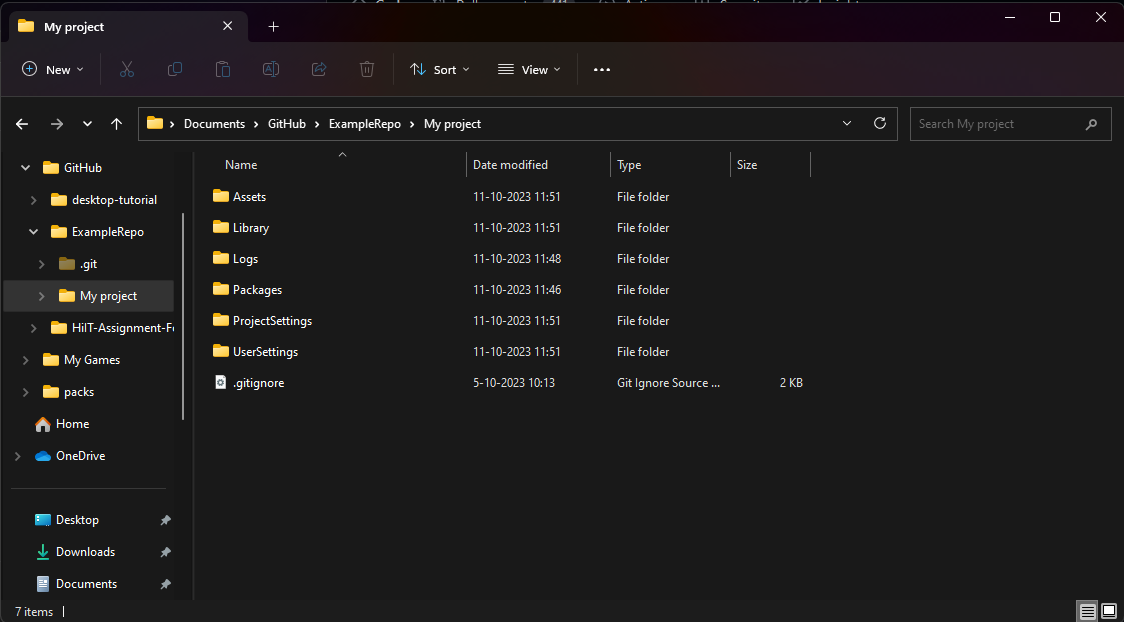 My project
New
Sort
View
Documents > GitHub > ExampleRepo > My project
Search My project
GitHub
desktop-tutorial
ExampleRepo
.git
My project
HiIT-Assignment-F
My Games
packs
Home
OneDrive
Desktop
Downloads
Documents
Name Date modified Type Size
Assets 11-10-2023 11:51 File folder
Library 11-10-2023 11:51 File folder
Logs 11-10-2023 11:48 File folder
Packages 11-10-2023 11:46 File folder
ProjectSettings 11-10-2023 11:51 File folder
UserSettings 11-10-2023 11:51 File folder
.gitignore 5-10-2023 10:13 Git Ignore Source ... 2 KB
7 items